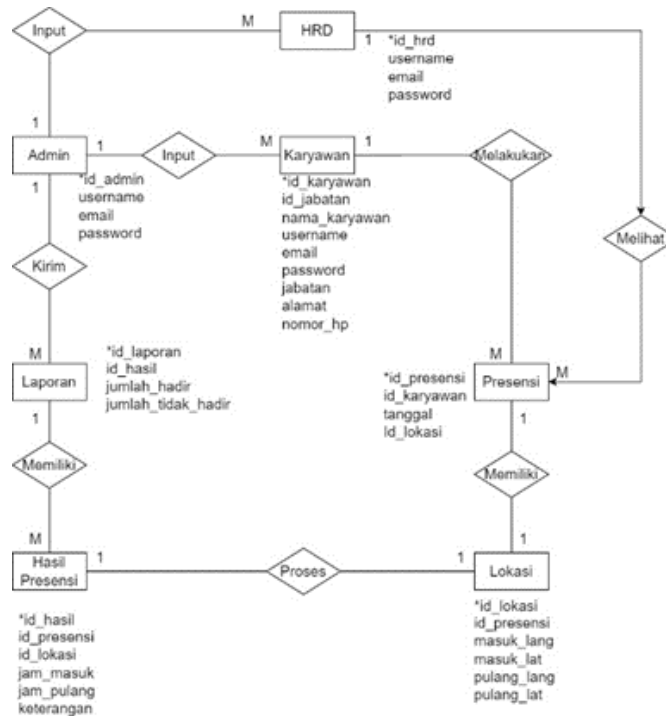 Input
M
HRD
1
*id_hrd
username
email
password
1
Admin
1
Input
M
Karyawan
1
Melakukan
1
*id_admin
username
email
password
*id_karyawan
id_jabatan
nama_karyawan
username
email
password
jabatan
alamat
nomor_hp
Melihat
Kirim
M
Laporan
1
*id_laporan
id_hasil
jumlah_hadir
jumlah_tidak_hadir
M
Presensi
M
1
*id_presensi
id_karyawan
tanggal
Id_lokasi
Memiliki
Memiliki
M
Hasil
Presensi
1
Proses
1
1
Lokasi
*id_hasil
id_presensi
id_lokasi
jam_masuk
jam_pulang
keterangan
*id_lokasi
id_presensi
masuk_lang
masuk_lat
pulang_lang
pulang_lat